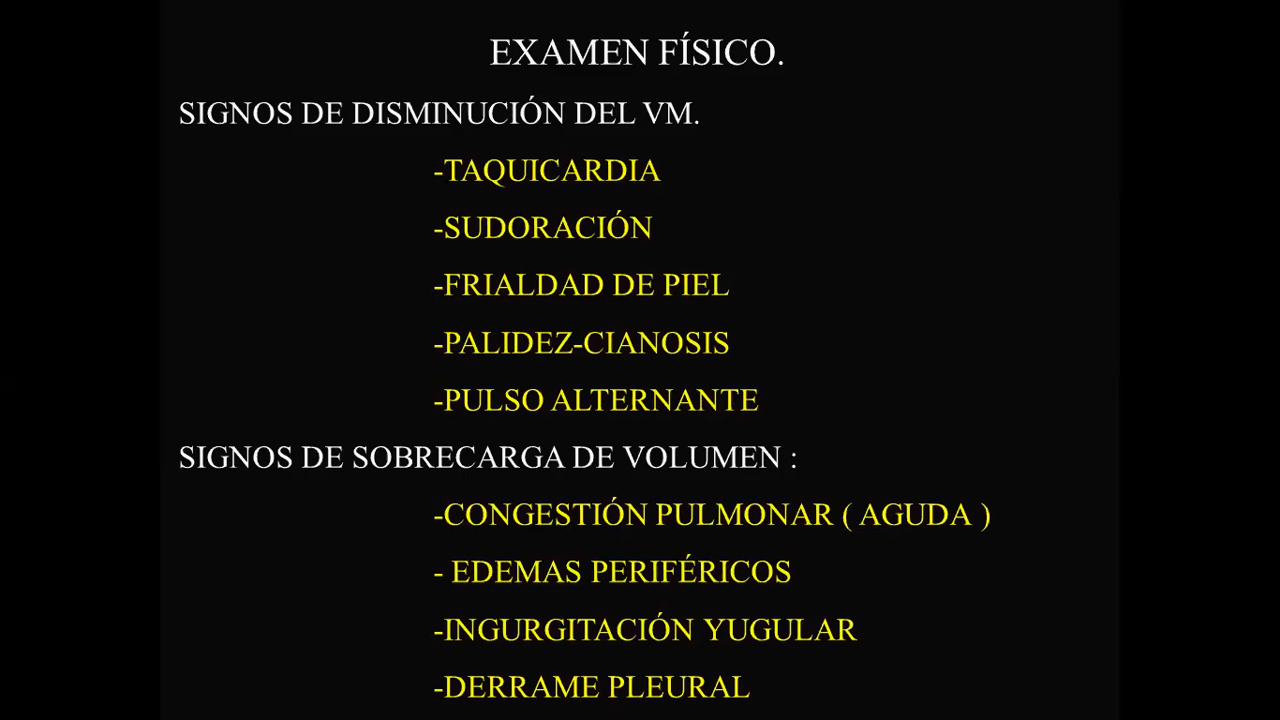 EXAMEN FÍSICO.
SIGNOS DE DISMINUCIÓN DEL VM.
-TAQUICARDIA
-SUDORACIÓN
-FRIALDAD DE PIEL
-PALIDEZ-CIANOSIS
-PULSO ALTERNANTE
SIGNOS DE SOBRECARGA DE VOLUMEN :
-CONGESTIÓN PULMONAR ( AGUDA )
- EDEMAS PERIFÉRICOS
-INGURGITACIÓN YUGULAR
-DERRAME PLEURAL